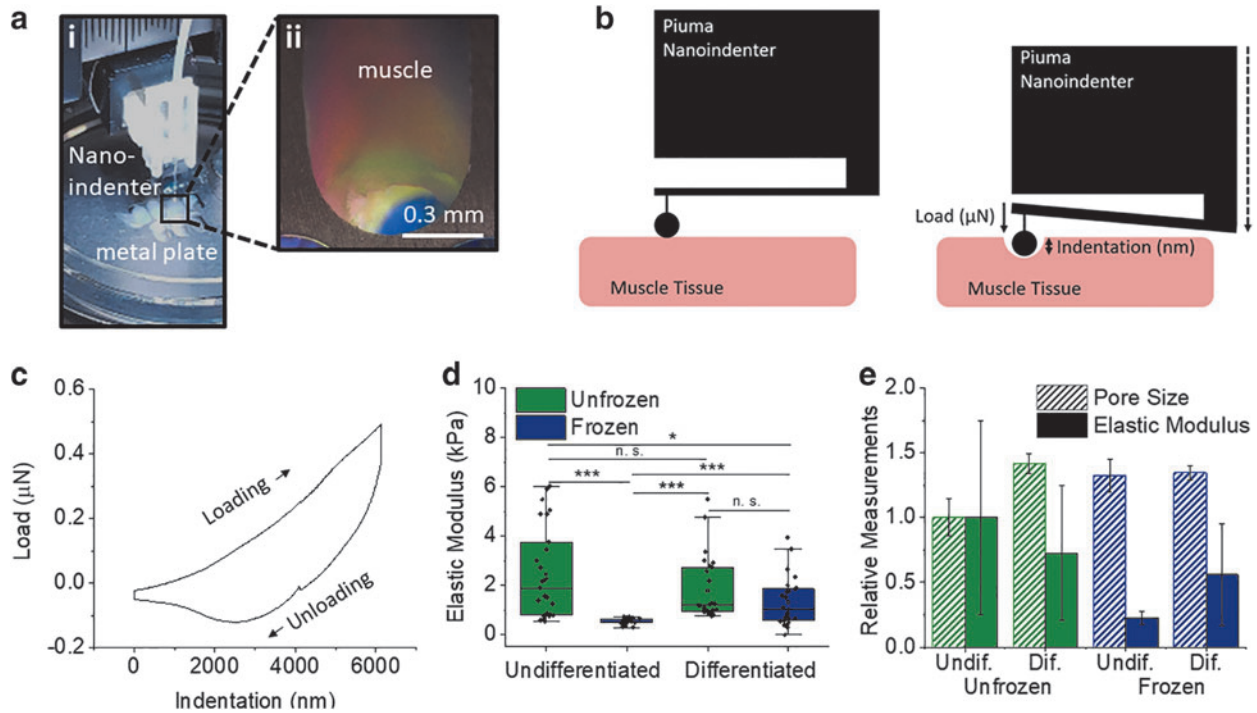 a
i
Nano-
indenter
metal plate
ii
muscle
0.3 mm
b
Piuma
Nanoindenter
Muscle Tissue
Piuma
Nanoindenter
Load (μN)
Indentation (nm)
Muscle Tissue
c
Load (μN)
0.6
0.4
0.2
0.0
-0.2
Loading
Unloading
0
2000
4000
6000
Indentation (nm)
d
Elastic Modulus (kPa)
10
8
6
4
2
0
Unfrozen
Frozen
*
n. s.
***
***
***
n. s.
Undifferentiated
Differentiated
e
Relative Measurements
2.0
1.5
1.0
0.5
0
Pore Size
Elastic Modulus
Undif.
Dif.
Undif.
Dif.
Unfrozen
Frozen